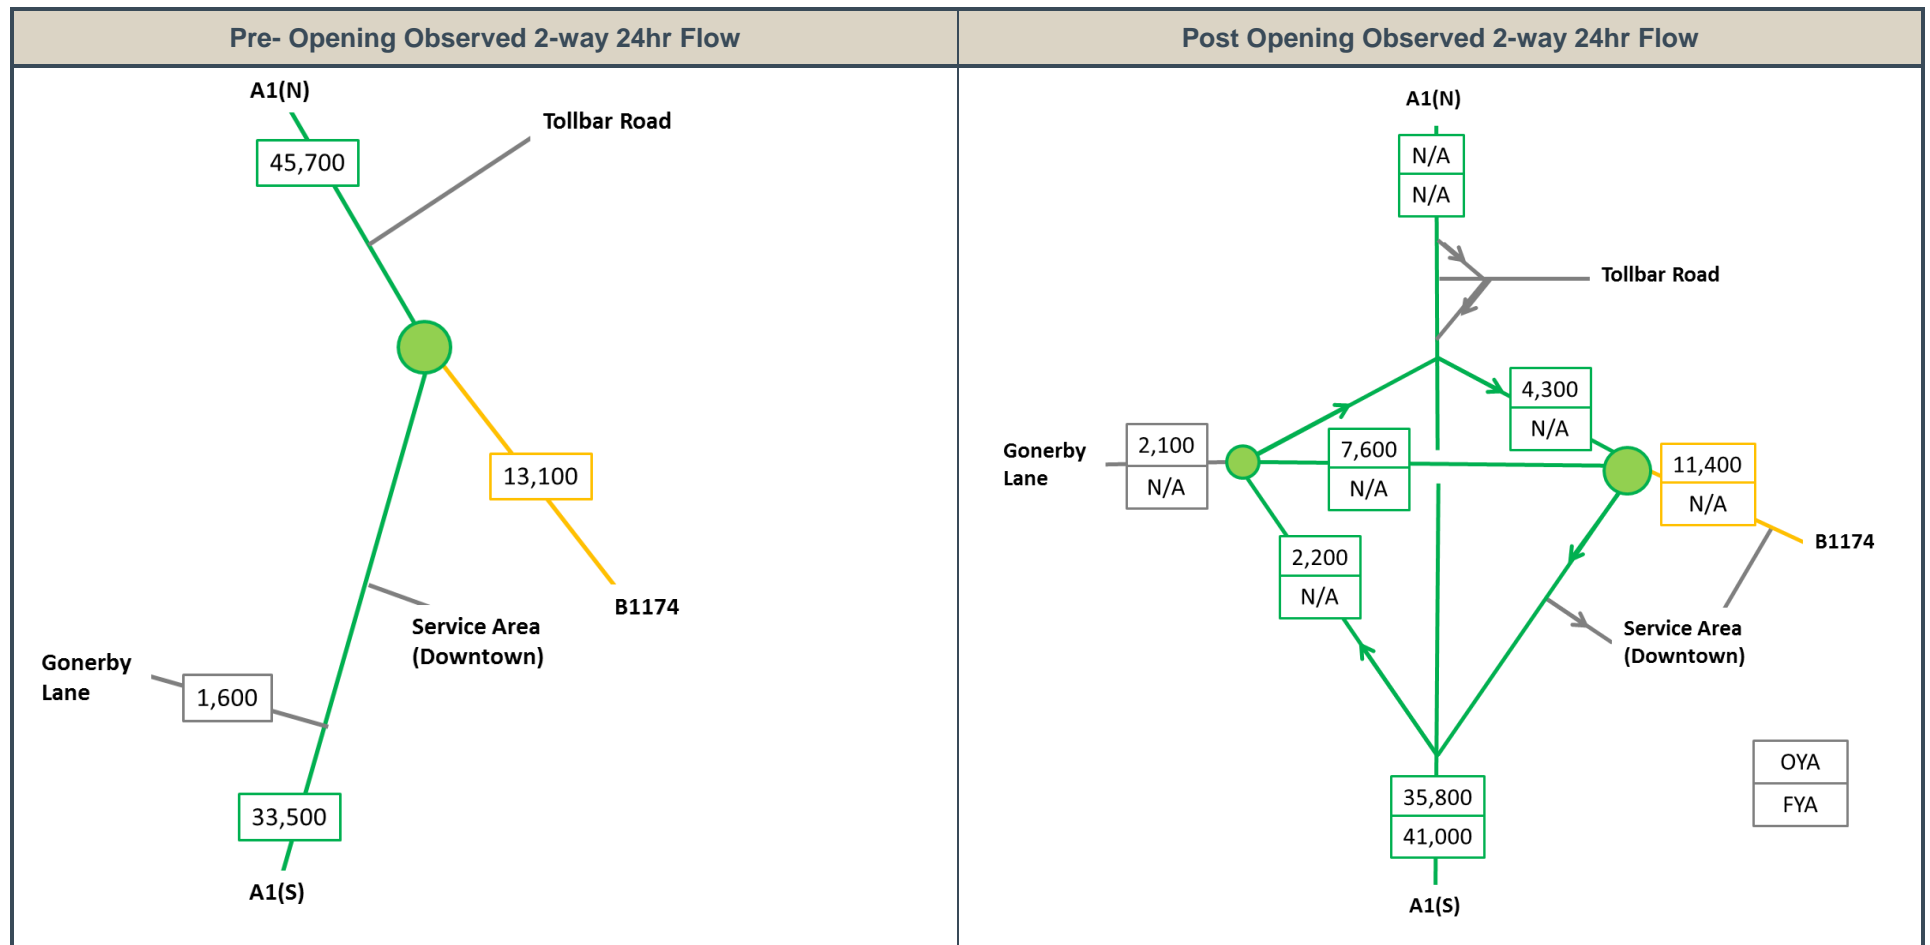 Pre- Opening Observed 2-way 24hr Flow
A1(N)
Tollbar Road
45,700
13,100
B1174
Service Area
(Downtown)
Gonerby
Lane
1,600
33,500
A1(S)
Post Opening Observed 2-way 24hr Flow
A1(N)
N/A
N/A
Tollbar Road
4,300
N/A
Gonerby
Lane
2,100
N/A
7,600
N/A
11,400
N/A
B1174
2,200
N/A
Service Area
(Downtown)
35,800
41,000
A1(S)
OYA
FYA